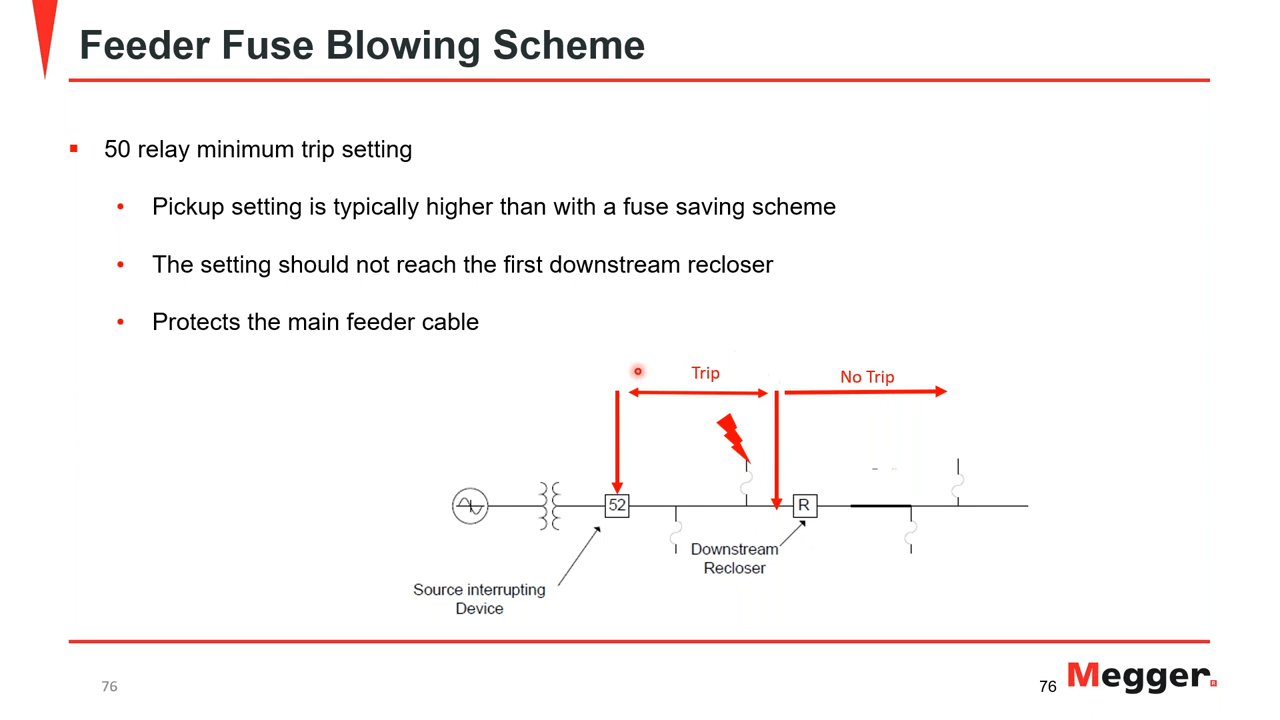 Feeder Fuse Blowing Scheme
50 relay minimum trip setting
Pickup setting is typically higher than with a fuse saving scheme
The setting should not reach the first downstream recloser
Protects the main feeder cable
Trip
No Trip
52
R
Downstream
Recloser
Source interrupting
Device
76
76
Megger